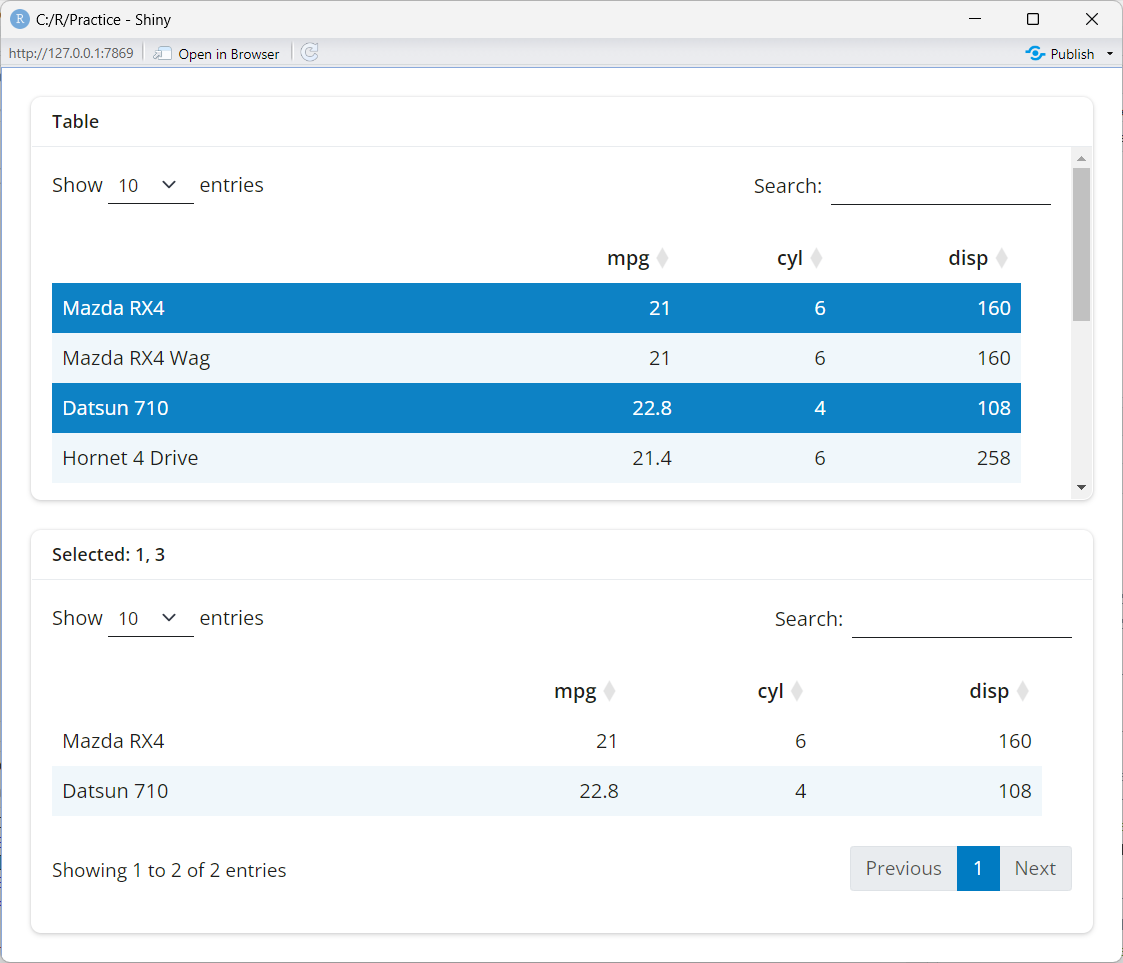 R C:/R/Practice - Shiny
http://127.0.0.1:7869 Open in Browser Publish
Table
Show 10 entries Search:
mpg cyl disp
Mazda RX4 21 6 160
Mazda RX4 Wag 21 6 160
Datsun 710 22.8 4 108
Hornet 4 Drive 21.4 6 258
Selected: 1, 3
Show 10 entries Search:
mpg cyl disp
Mazda RX4 21 6 160
Datsun 710 22.8 4 108
Showing 1 to 2 of 2 entries Previous 1 Next